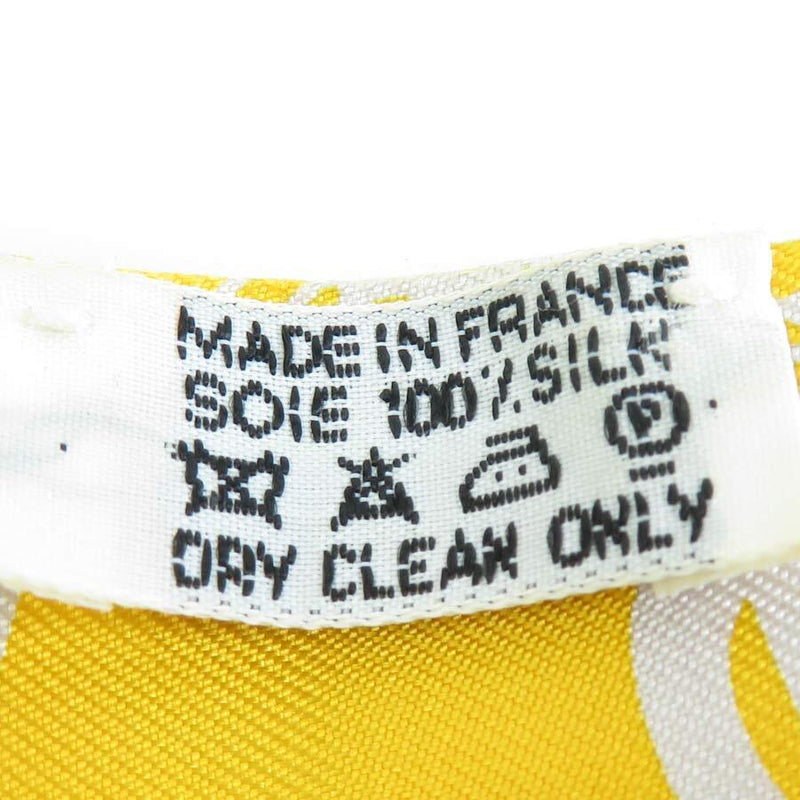 MADE IN FRANCE
SOIE 100% SILK
P
DRY CLEAN ONLY